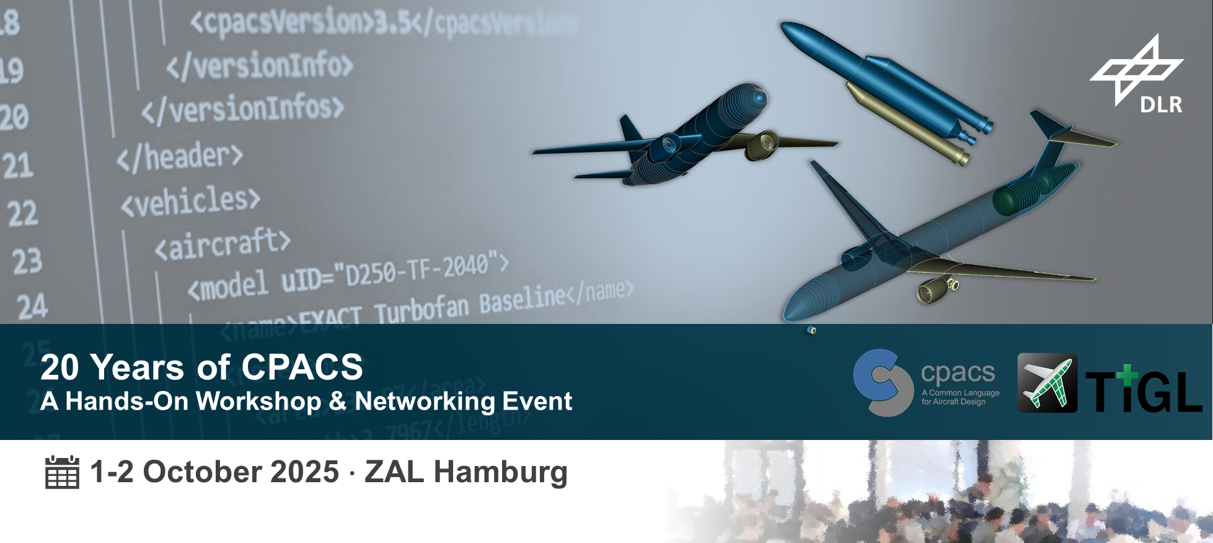 18 <cpacsVersion>3.5</cpacsVersion>
19 </versionInfo>
20 </versionInfos>
21 </header>
22 <vehicles>
23 <aircraft>
24 <model uID="D250-TF-2040">
25 <name>EXACT Turbofan Baseline</name>
DLR
20 Years of CPACS
A Hands-On Workshop & Networking Event
cpacs
A Common Language
for Aircraft Design
TiGL
1-2 October 2025 · ZAL Hamburg